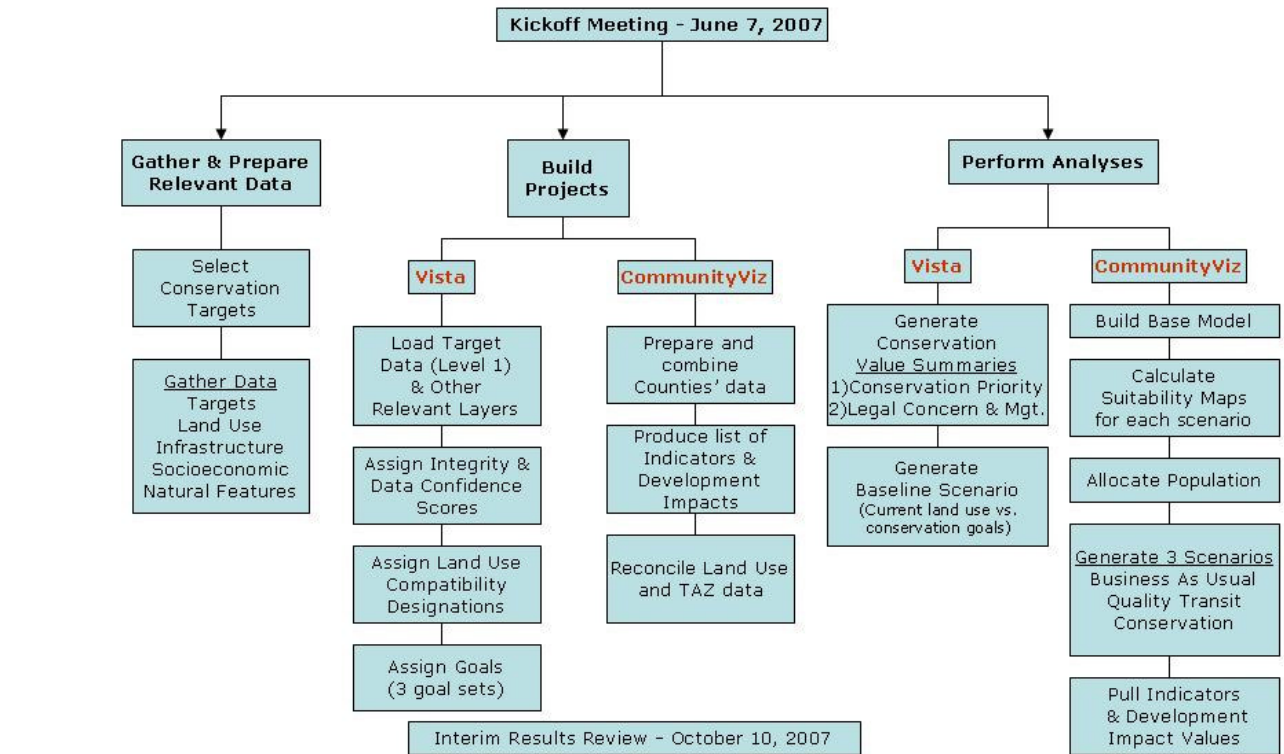 Kickoff Meeting - June 7, 2007
Gather & Prepare
Relevant Data
Select
Conservation
Targets
Gather Data
Targets
Land Use
Infrastructure
Socioeconomic
Natural Features
Build
Projects
Vista
Load Target
Data (Level 1)
& Other
Relevant Layers
Assign Integrity &
Data Confidence
Scores
Assign Land Use
Compatibility
Designations
Assign Goals
(3 goal sets)
CommunityViz
Prepare and
combine
Counties' data
Produce list of
Indicators &
Development
Impacts
Reconcile Land Use
and TAZ data
Perform Analyses
Vista
Generate
Conservation
Value Summaries
1)Conservation Priority
2)Legal Concern & Mgt.
Generate
Baseline Scenario
(Current land use vs.
conservation goals)
CommunityViz
Build Base Model
Calculate
Suitability Maps
for each scenario
Allocate Population
Generate 3 Scenarios
Business As Usual
Quality Transit
Conservation
Pull Indicators
& Development
Impact Values
Interim Results Review – October 10, 2007